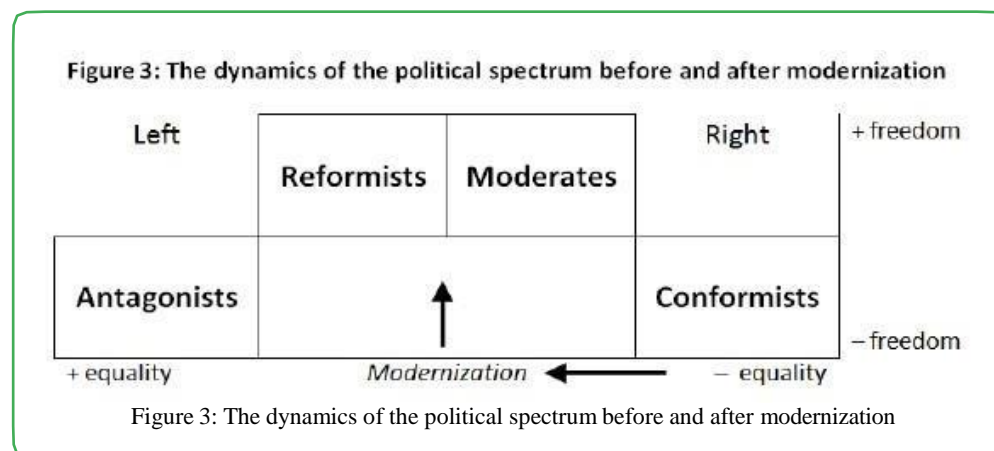 Figure 3: The dynamics of the political spectrum before and after modernization
Left
Right
+ freedom
Reformists
Moderates
Antagonists
Conformists
– freedom
+ equality
Modernization
– equality
Figure 3: The dynamics of the political spectrum before and after modernization